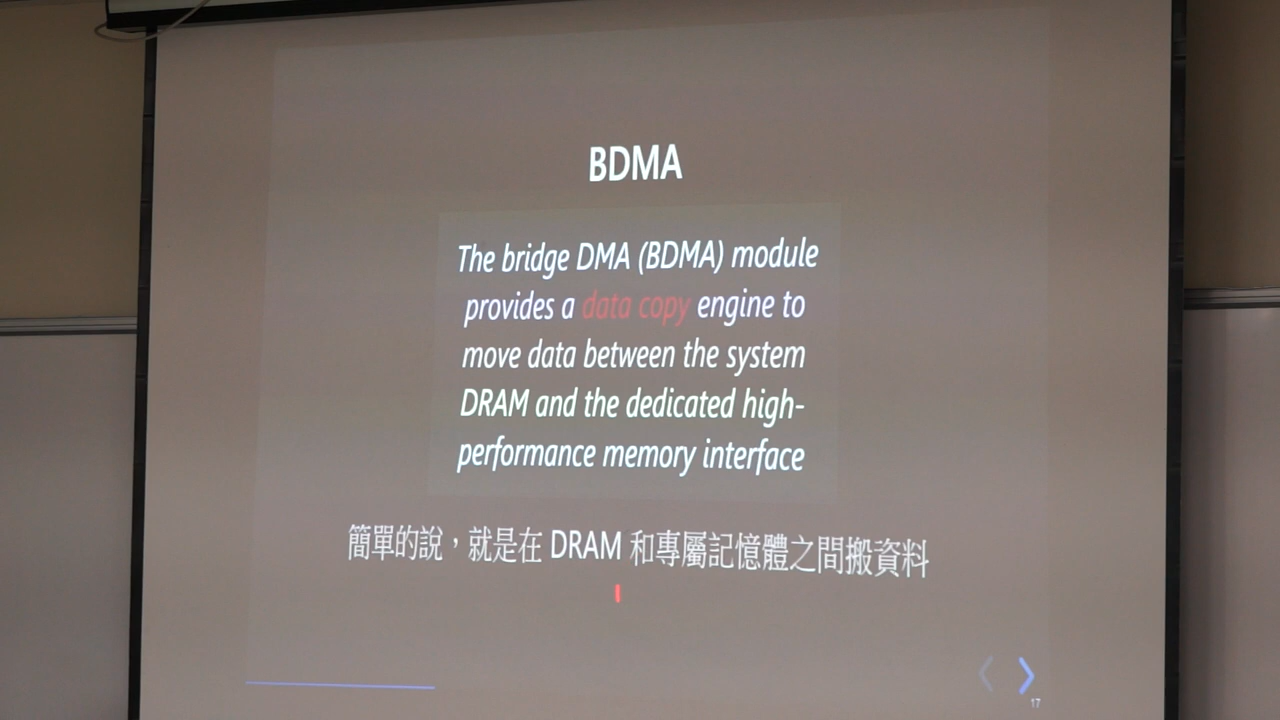 BDMA
The bridge DMA (BDMA) module
provides a data copy engine to
move data between the system
DRAM and the dedicated high-
performance memory interface
簡單的說，就是在 DRAM 和專屬記憶體之間搬資料
17